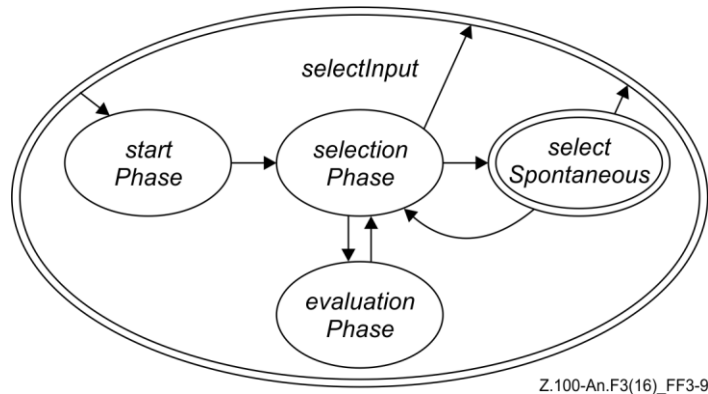 selectInput
start
Phase
selection
Phase
select
Spontaneous
evaluation
Phase
Z.100-An.F3(16)_FF3-9